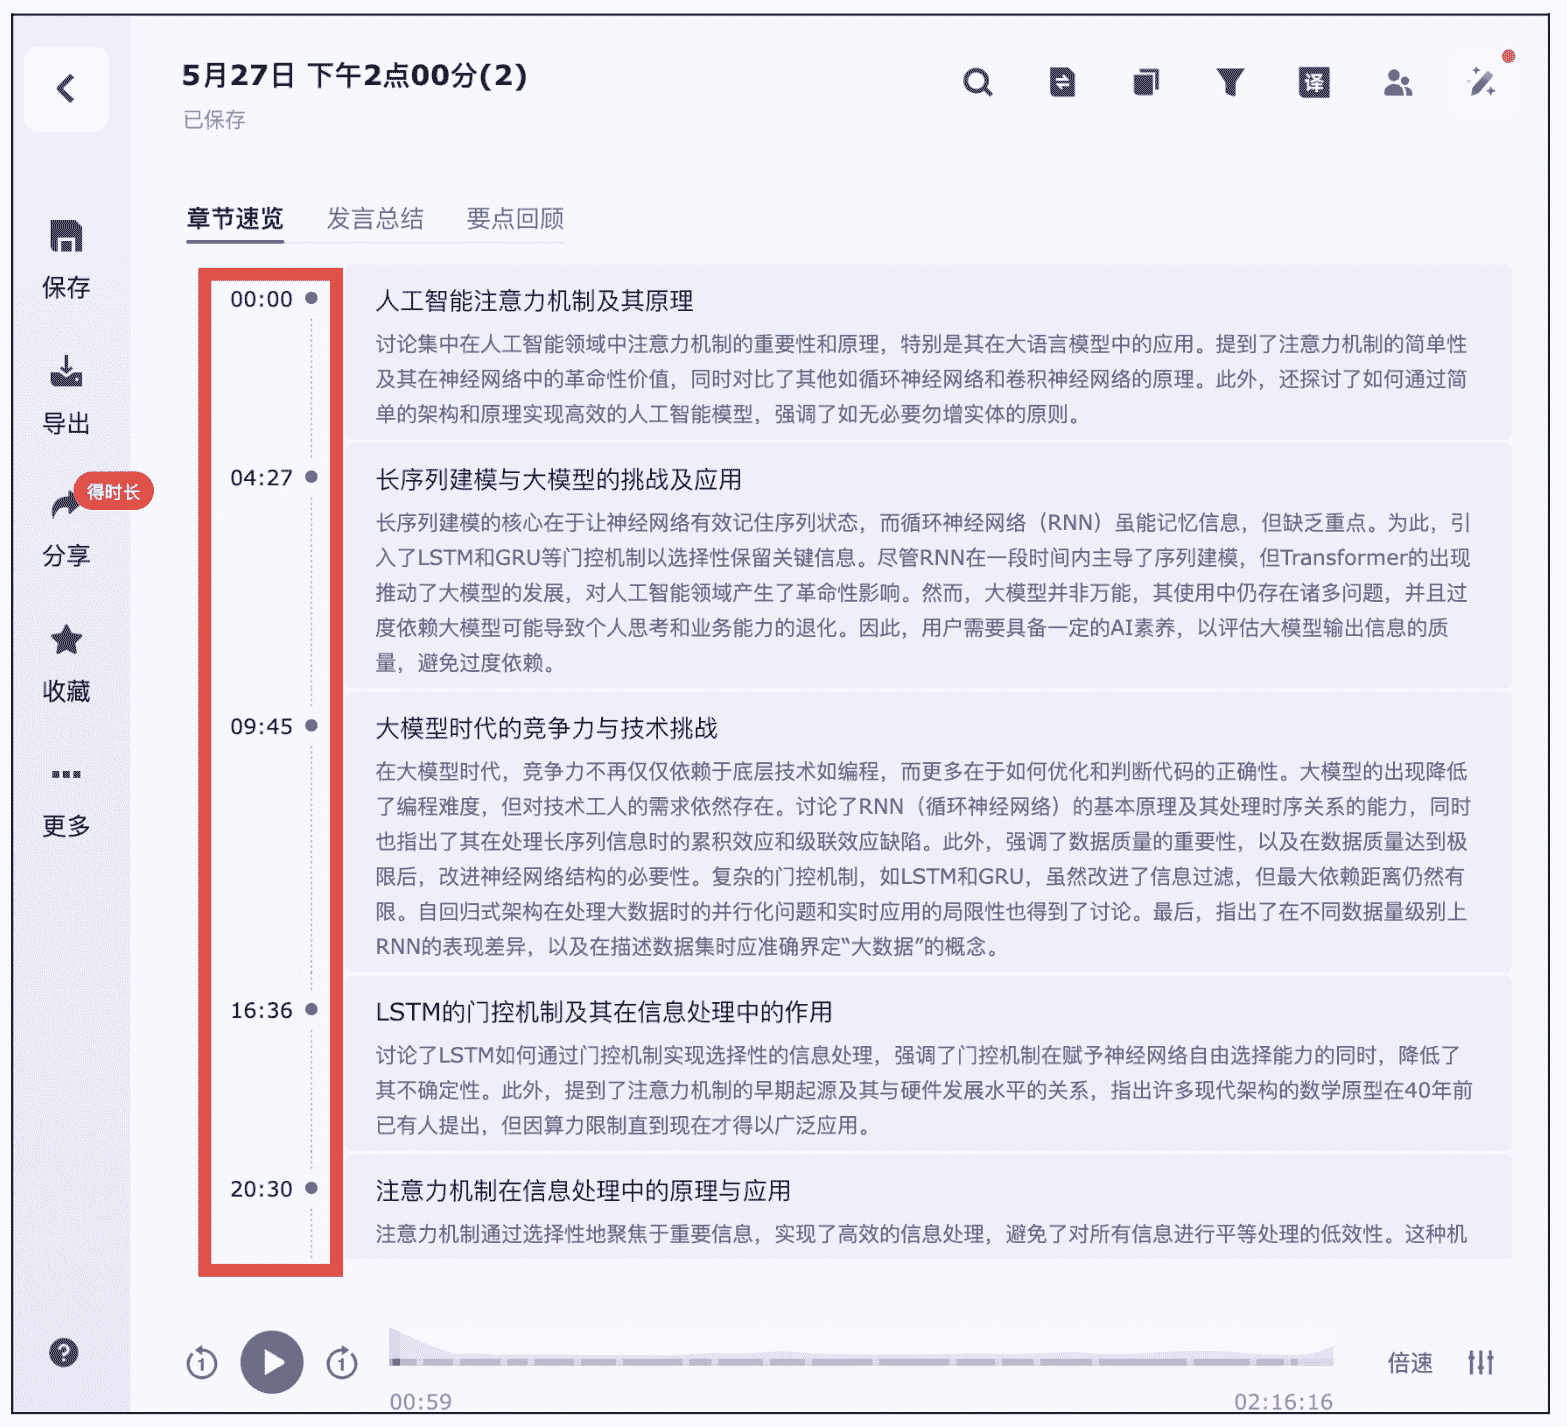 5月27日 下午2点00分(2)
已保存
译
保存
导出
得时长
分享
收藏
更多
章节速览 发言总结 要点回顾
00:00 人工智能注意力机制及其原理
讨论集中在人工智能领域中注意力机制的重要性和原理，特别是其在大语言模型中的应用。提到了注意力机制的简单性
及其在神经网络中的革命性价值，同时对比了其他如循环神经网络和卷积神经网络的原理。此外，还探讨了如何通过简
单的架构和原理实现高效的人工智能模型，强调了如无必要勿增实体的原则。
04:27 长序列建模与大模型的挑战及应用
长序列建模的核心在于让神经网络有效记住序列状态，而循环神经网络（RNN）虽能记忆信息，但缺乏重点。为此，引
入了LSTM和GRU等门控机制以选择性保留关键信息。尽管RNN在一段时间内主导了序列建模，但Transformer的出现
推动了大模型的发展，对人工智能领域产生了革命性影响。然而，大模型并非万能，其使用中仍存在诸多问题，并且过
度依赖大模型可能导致个人思考和业务能力的退化。因此，用户需要具备一定的AI素养，以评估大模型输出信息的质
量，避免过度依赖。
09:45 大模型时代的竞争力与技术挑战
在大模型时代，竞争力不再仅仅依赖于底层技术如编程，而更多在于如何优化和判断代码的正确性。大模型的出现降低
了编程难度，但对技术工人的需求依然存在。讨论了RNN（循环神经网络）的基本原理及其处理时序关系的能力，同时
也指出了其在处理长序列信息时的累积效应和级联效应缺陷。此外，强调了数据质量的重要性，以及在数据质量达到极
限后，改进神经网络结构的必要性。复杂的门控机制，如LSTM和GRU，虽然改进了信息过滤，但最大依赖距离仍然有
限。自回归式架构在处理大数据时的并行化问题和实时应用的局限性也得到了讨论。最后，指出了在不同数据量级别上
RNN的表现差异，以及在描述数据集时应准确界定“大数据”的概念。
16:36 LSTM的门控机制及其在信息处理中的作用
讨论了LSTM如何通过门控机制实现选择性的信息处理，强调了门控机制在赋予神经网络自由选择能力的同时，降低了
其不确定性。此外，提到了注意力机制的早期起源及其与硬件发展水平的关系，指出许多现代架构的数学原型在40年前
已有人提出，但因算力限制直到现在才得以广泛应用。
20:30 注意力机制在信息处理中的原理与应用
注意力机制通过选择性地聚焦于重要信息，实现了高效的信息处理，避免了对所有信息进行平等处理的低效性。这种机
1 1 倍速
00:59 02:16:16